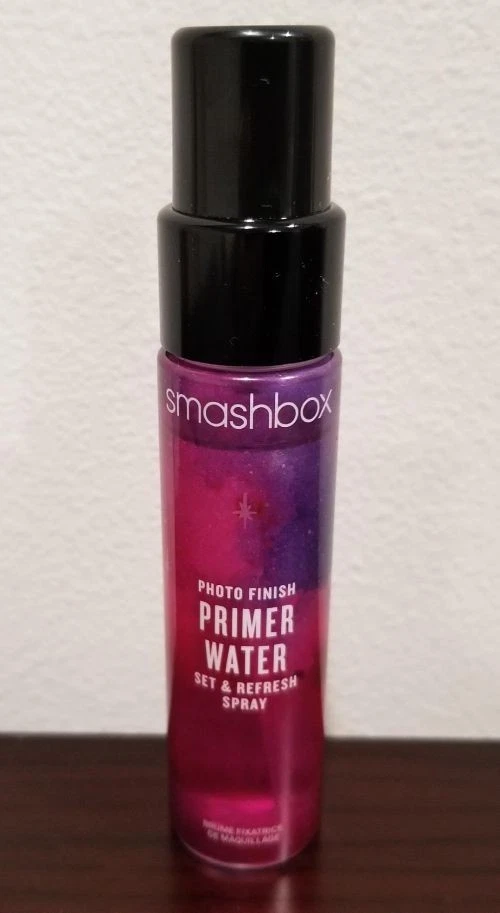 smashbox
PHOTO FINISH
PRIMER
WATER
SET & REFRESH
SPRAY
BRUME FIXATRICE
DE MAQUILLAGE